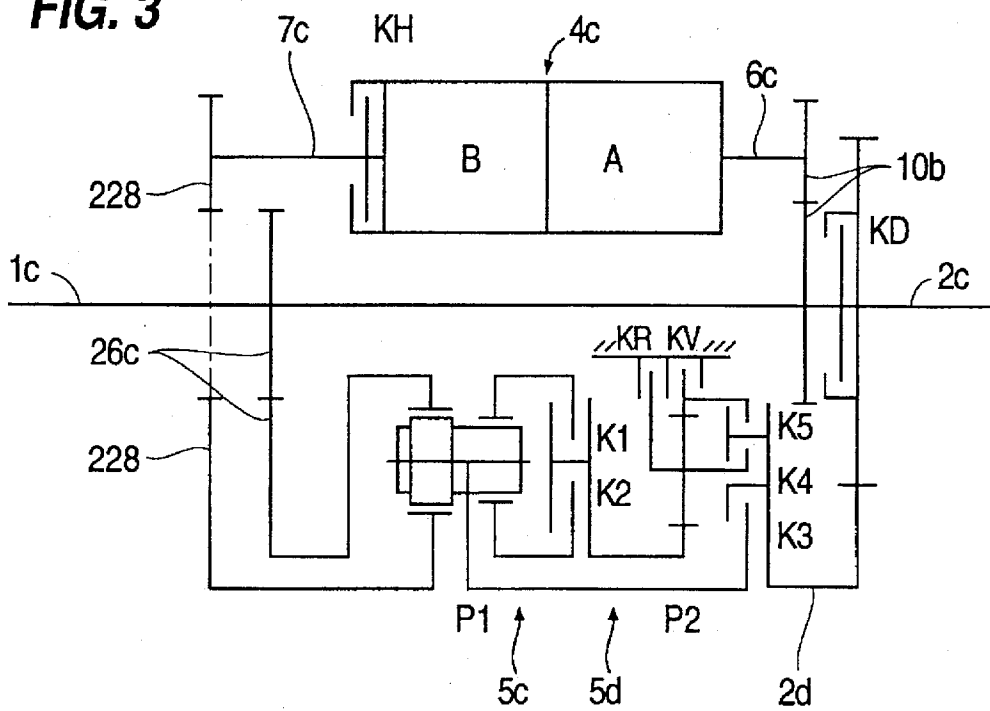 FIG. 3
7c KH 4c
6c
B A 10b
228
KD
1c 2c
KR KV
26c
K5
K1
228
K4
K2
K3
P1 P2
5c 5d 2d